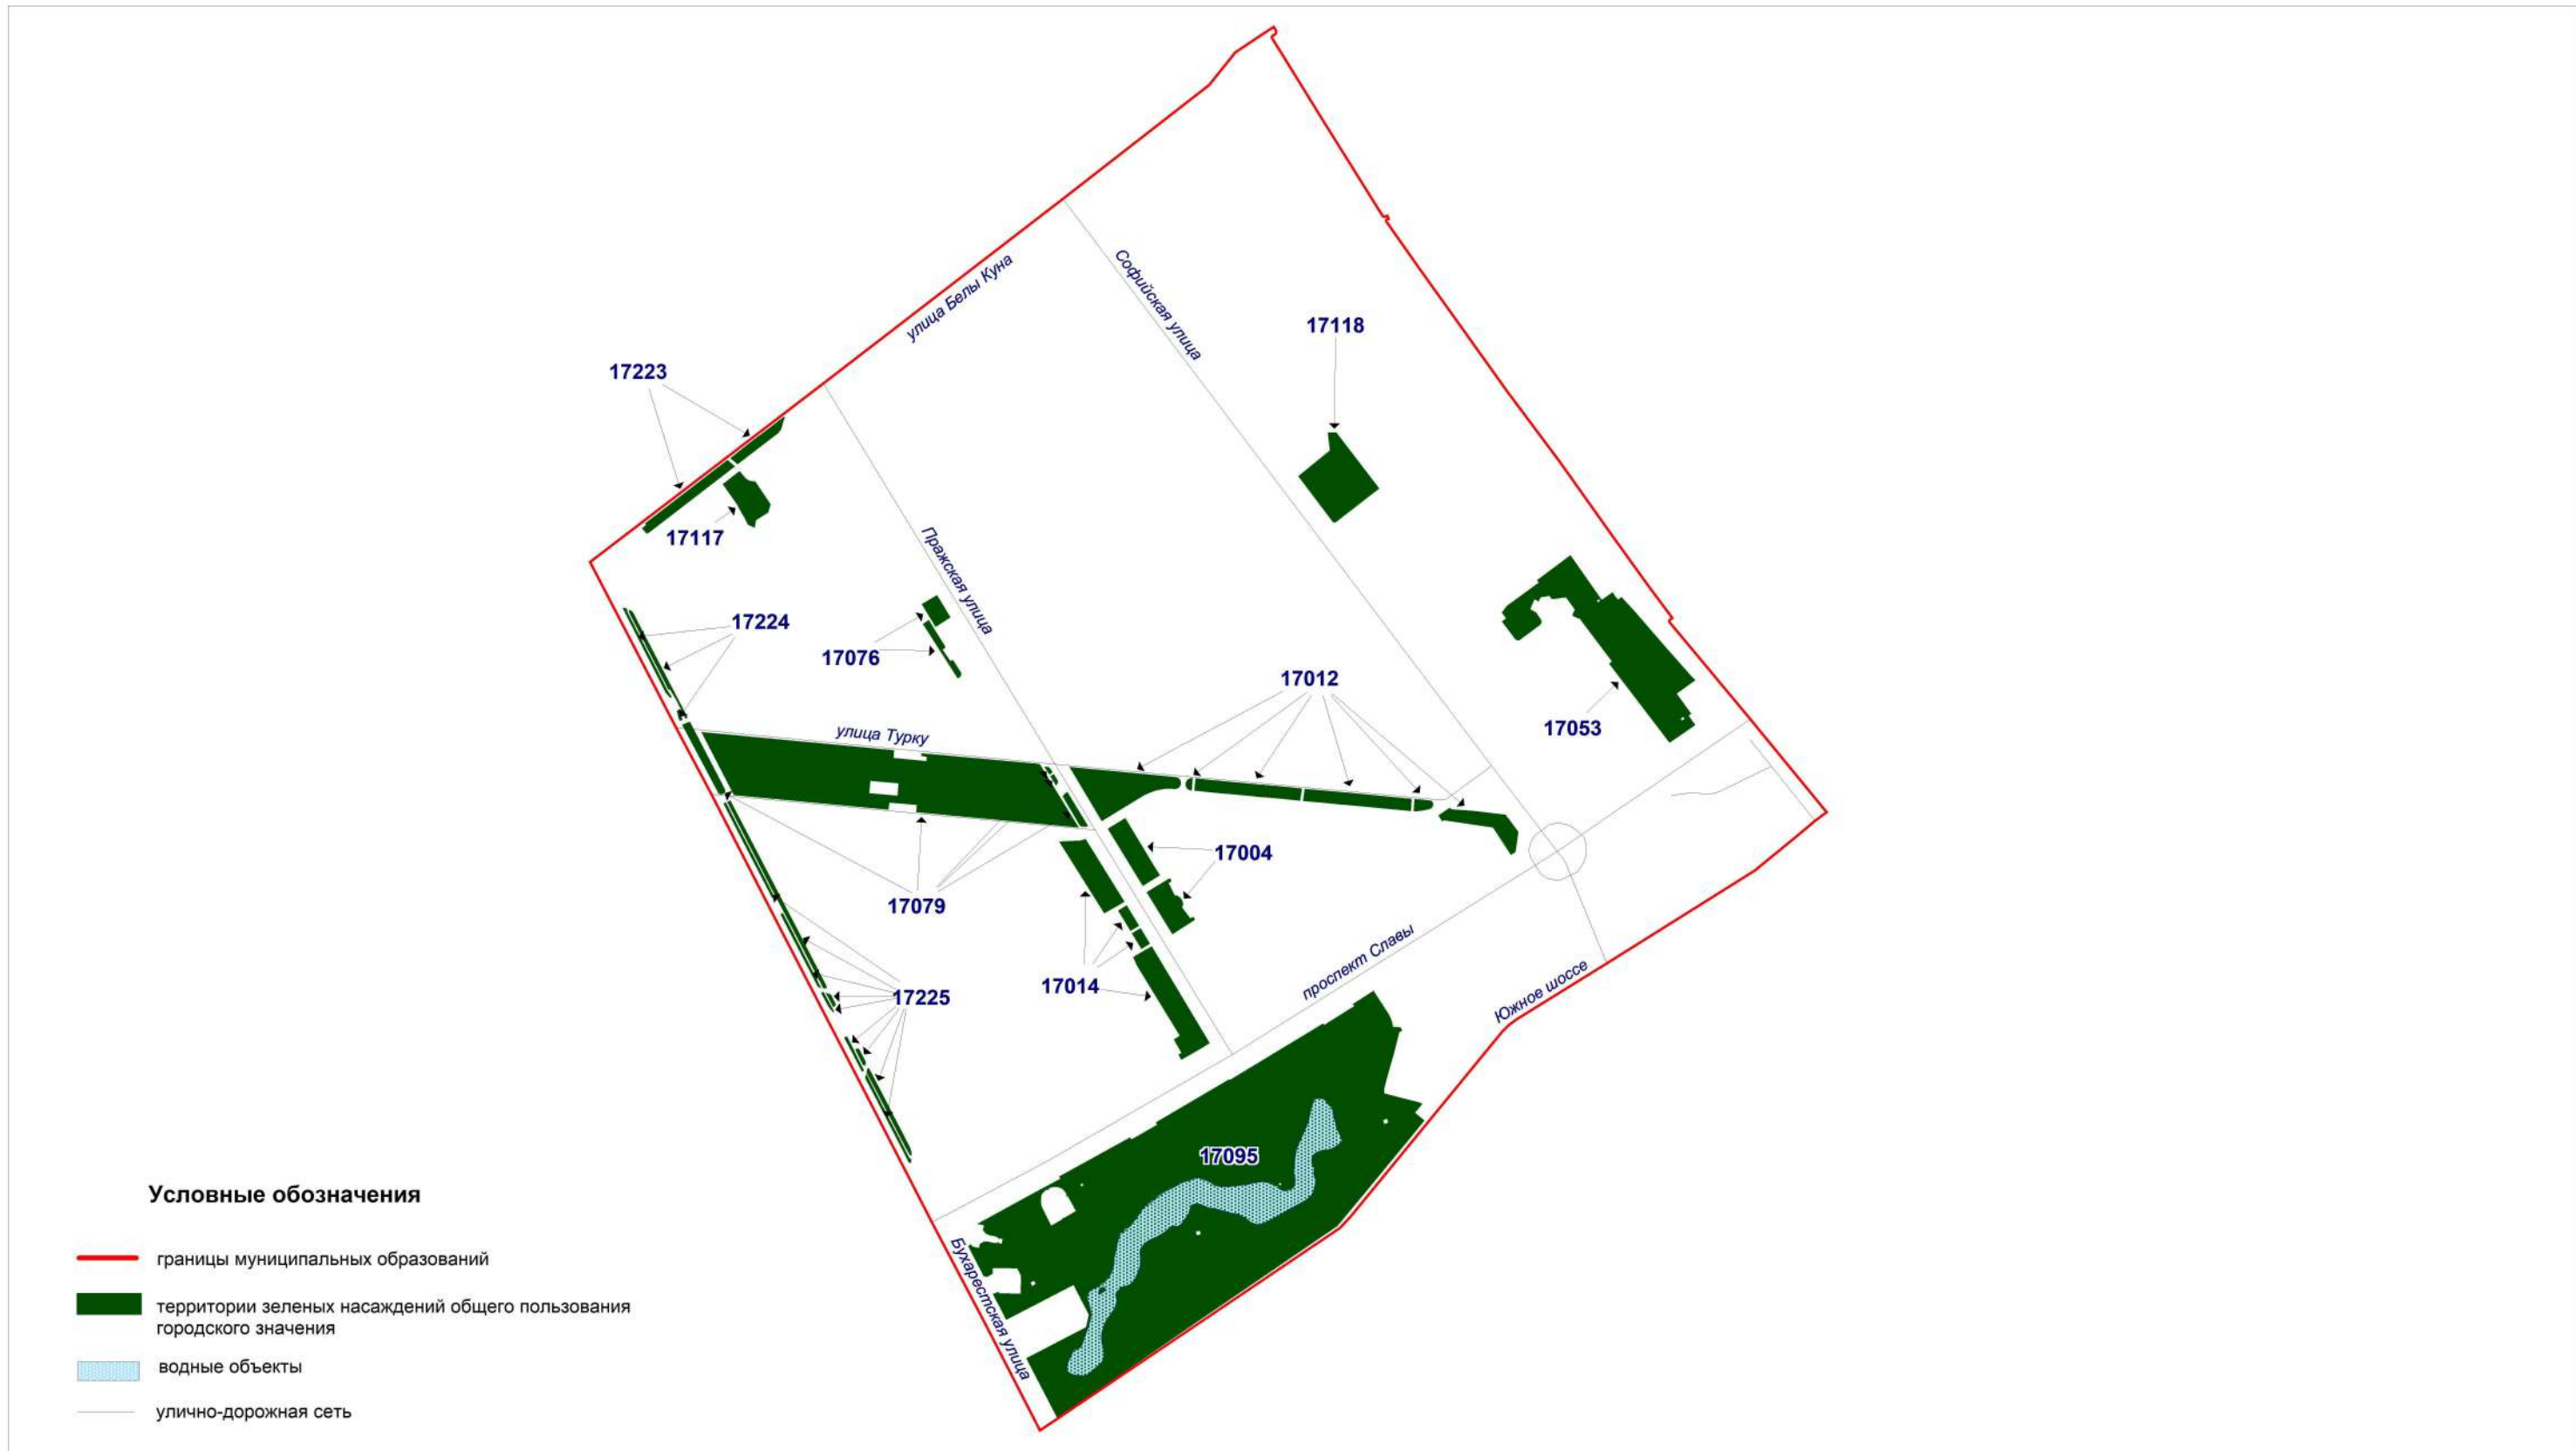 улица Белы Куна
Софийская улица
17118
17223
17117
Пражская улица
17224
17076
17012
17053
улица Турку
17004
17079
17014
17225
проспект Славы
Южное шоссе
17095
Бухарестская улица
Условные обозначения
границы муниципальных образований
территории зеленых насаждений общего пользования
городского значения
водные объекты
улично-дорожная сеть